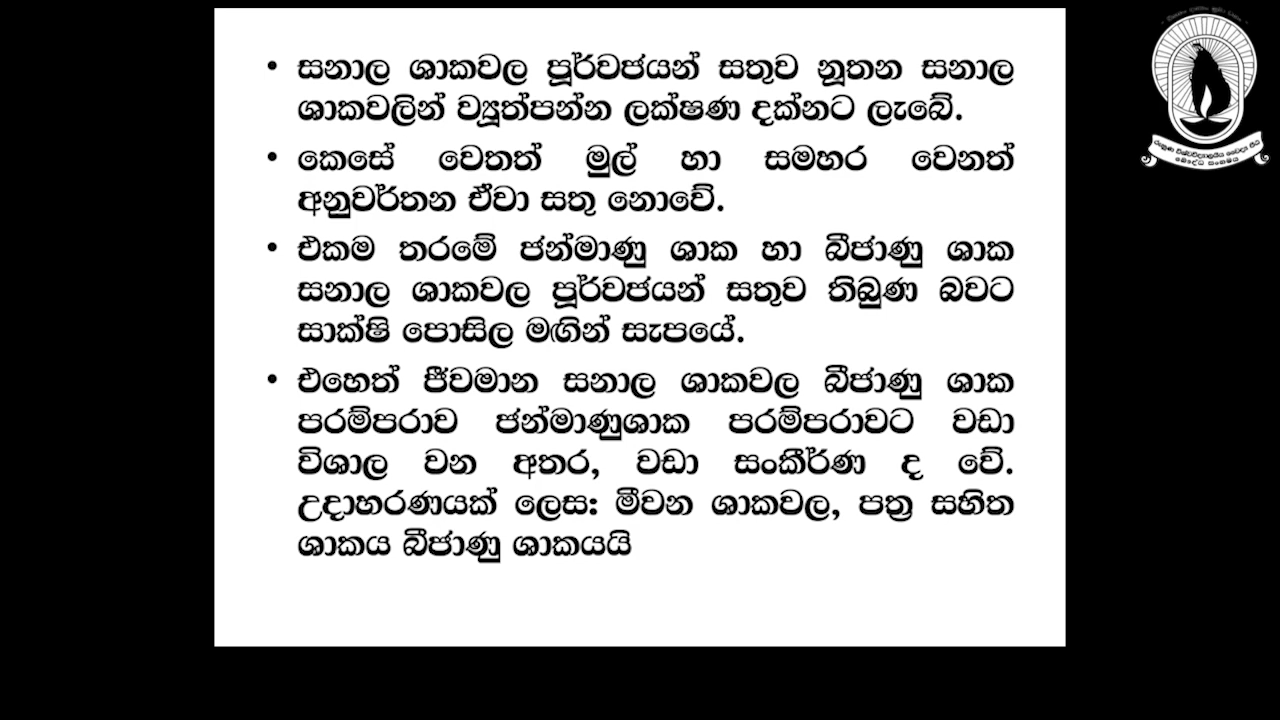 • සනාල ශාකවල පූර්වජයන් සතුව නූතන සනාල
ශාකවලින් ව්‍යූත්පන්න ලක්ෂණ දක්නට ලැබේ.
• කෙසේ වෙතත් මුල් හා සමහර වෙනත්
අනුවර්තන ඒවා සතු නොවේ.
• එකම තරමේ ජන්මාණු ශාක හා බීජාණු ශාක
සනාල ශාකවල පූර්වජයන් සතුව තිබුණ බවට
සාක්ෂි පොසිල මඟින් සැපයේ.
• එහෙත් ජීවමාන සනාල ශාකවල බීජාණු ශාක
පරම්පරාව ජන්මාණුශාක පරම්පරාවට වඩා
විශාල වන අතර, වඩා සංකීර්ණ ද වේ.
උදාහරණයක් ලෙස: මීවන ශාකවල, පත්‍ර සහිත
ශාකය බීජාණු ශාකයයි